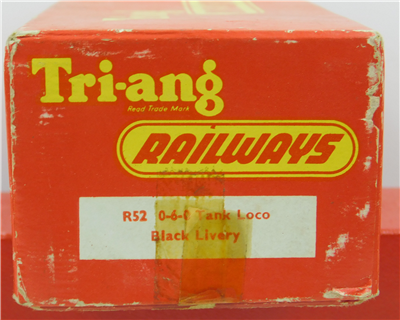 Tri-ang
Regd Trade Mark
RAILWAYS
R52 0-6-0 Tank Loco
Black Livery